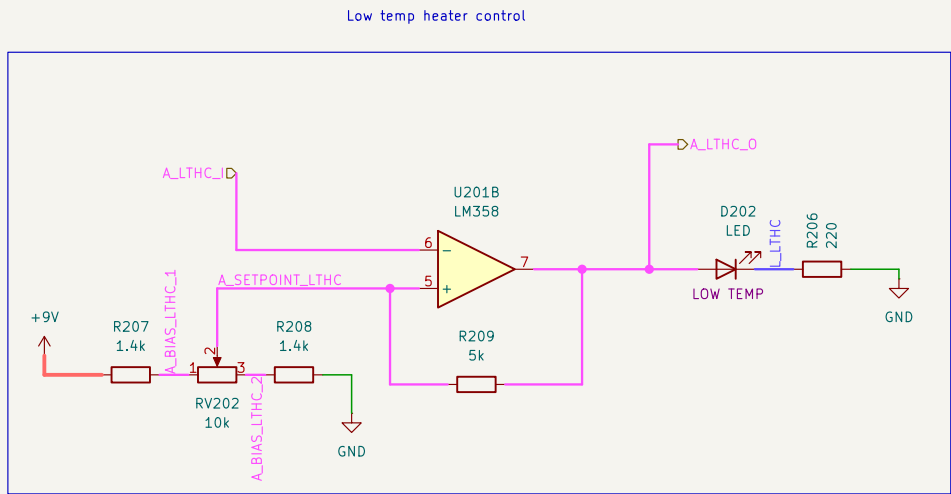 Low temp heater control
A_LTHC_O
A_LTHC_I
U201B
LM358
D202
LED
L_LTHC
R206
220
6
−
7
5
+
A_SETPOINT_LTHC
LOW TEMP
GND
+9V
R207
1.4k
A_BIAS_LTHC_1
2
R208
1.4k
R209
5k
1
3
RV202
10k
A_BIAS_LTHC_2
GND